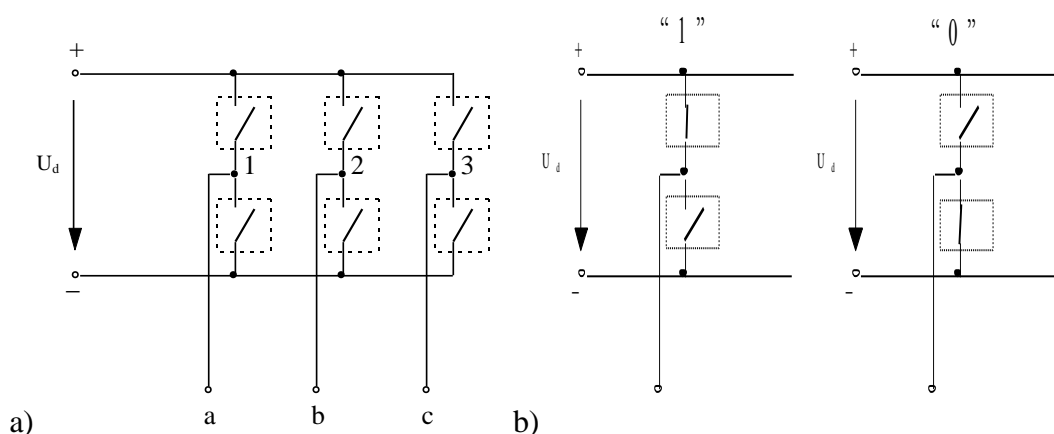 “1” “0”
+ + +
1 2 3
U_d U_d U_d
− - -
a b c
a) b)